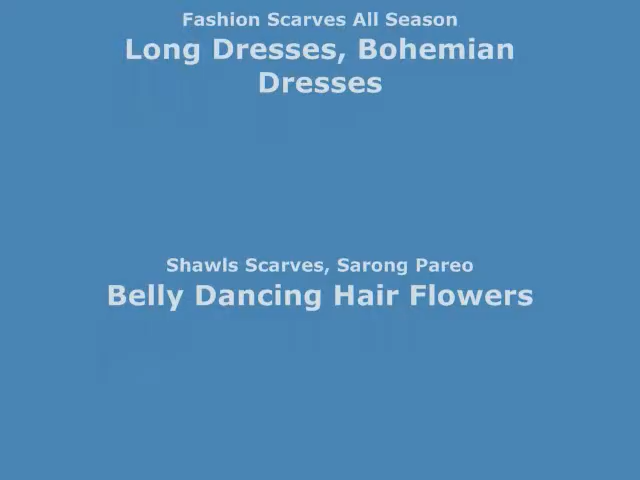 Fashion Scarves All Season
Long Dresses, Bohemian
Dresses
Shawls Scarves, Sarong Pareo
Belly Dancing Hair Flowers